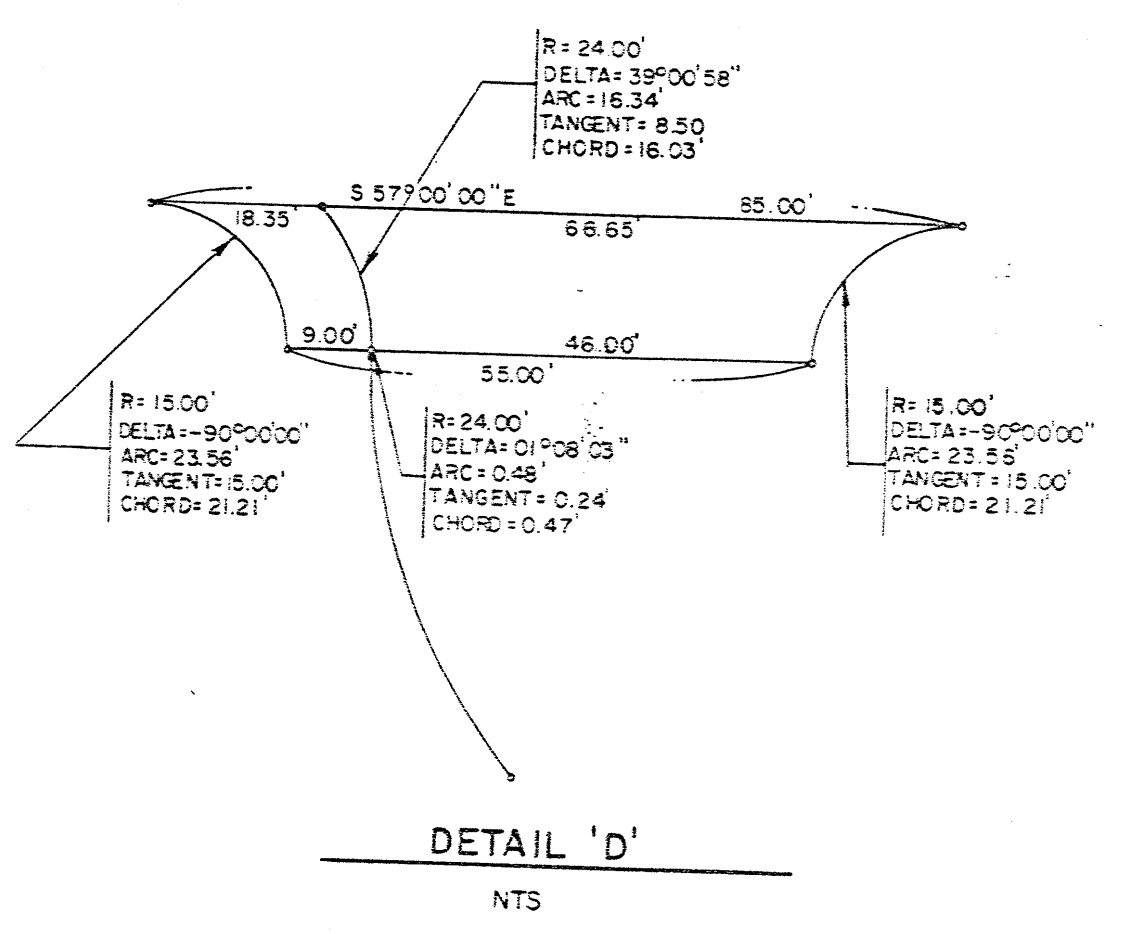 R= 24.00'
DELTA= 39°00'58"
ARC=16.34'
TANGENT= 8.50
CHORD=16.03'
S 57°00'00"E
18.35'
66.65'
85.00'
9.00'
46.00'
55.00'
R= 15.00'
DELTA=-90°00'00"
ARC=23.56'
TANGENT=15.00'
CHORD=21.21'
R=24.00'
DELTA=01°08'03"
ARC=0.48'
TANGENT= 0.24'
CHORD=0.47'
R= 15.00'
DELTA=-90°00'00"
ARC=23.56'
TANGENT=15.00'
CHORD=21.21'
DETAIL 'D'
NTS